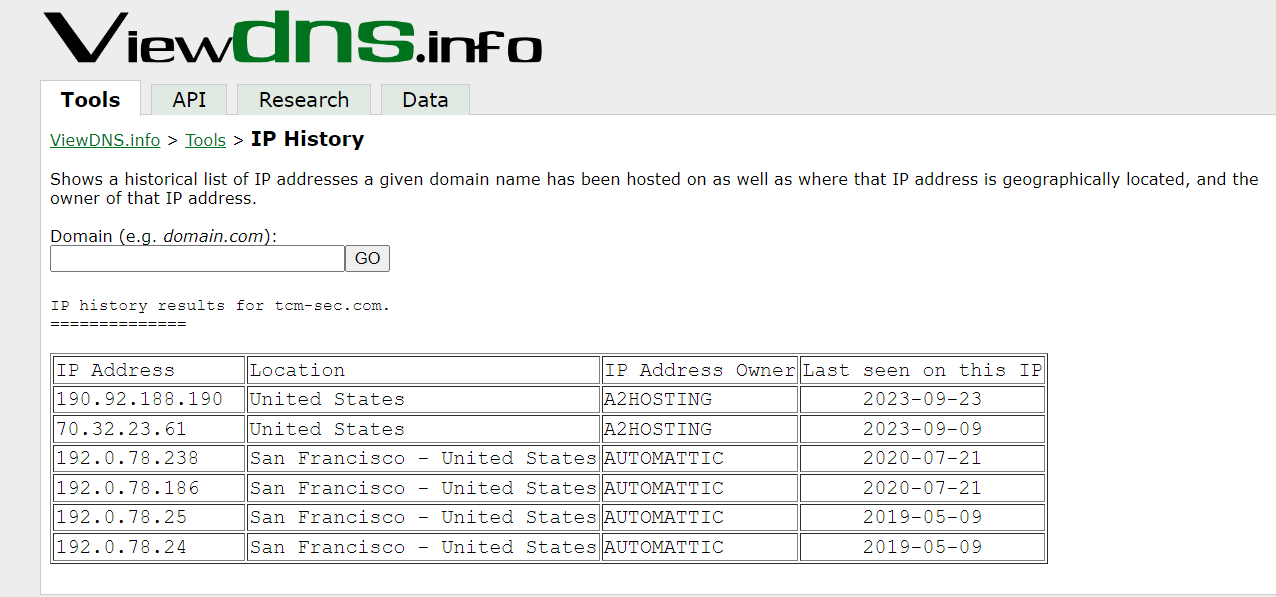 Viewdns.info
Tools API Research Data
ViewDNS.info > Tools > IP History
Shows a historical list of IP addresses a given domain name has been hosted on as well as where that IP address is geographically located, and the
owner of that IP address.
Domain (e.g. domain.com):
GO
IP history results for tcm-sec.com.
==============
IP Address Location IP Address Owner Last seen on this IP
190.92.188.190 United States A2HOSTING 2023-09-23
70.32.23.61 United States A2HOSTING 2023-09-09
192.0.78.238 San Francisco - United States AUTOMATTIC 2020-07-21
192.0.78.186 San Francisco - United States AUTOMATTIC 2020-07-21
192.0.78.25 San Francisco - United States AUTOMATTIC 2019-05-09
192.0.78.24 San Francisco - United States AUTOMATTIC 2019-05-09